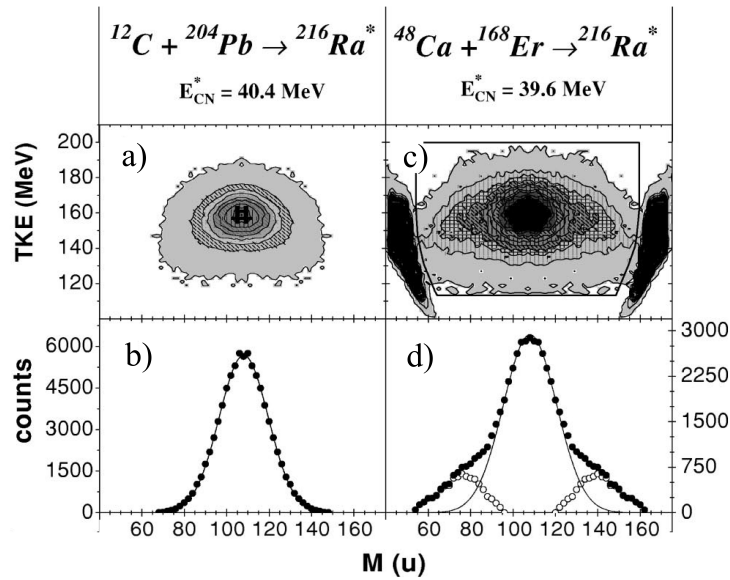 ¹²C + ²⁰⁴Pb → ²¹⁶Ra*
E*CN = 40.4 MeV
⁴⁸Ca + ¹⁶⁸Er → ²¹⁶Ra*
E*CN = 39.6 MeV
TKE (MeV)
200
180
160
140
120
a)
c)
counts
6000
4500
3000
1500
0
b)
d)
3000
2250
1500
750
0
60 80 100 120 140 160
60 80 100 120 140 160
M (u)